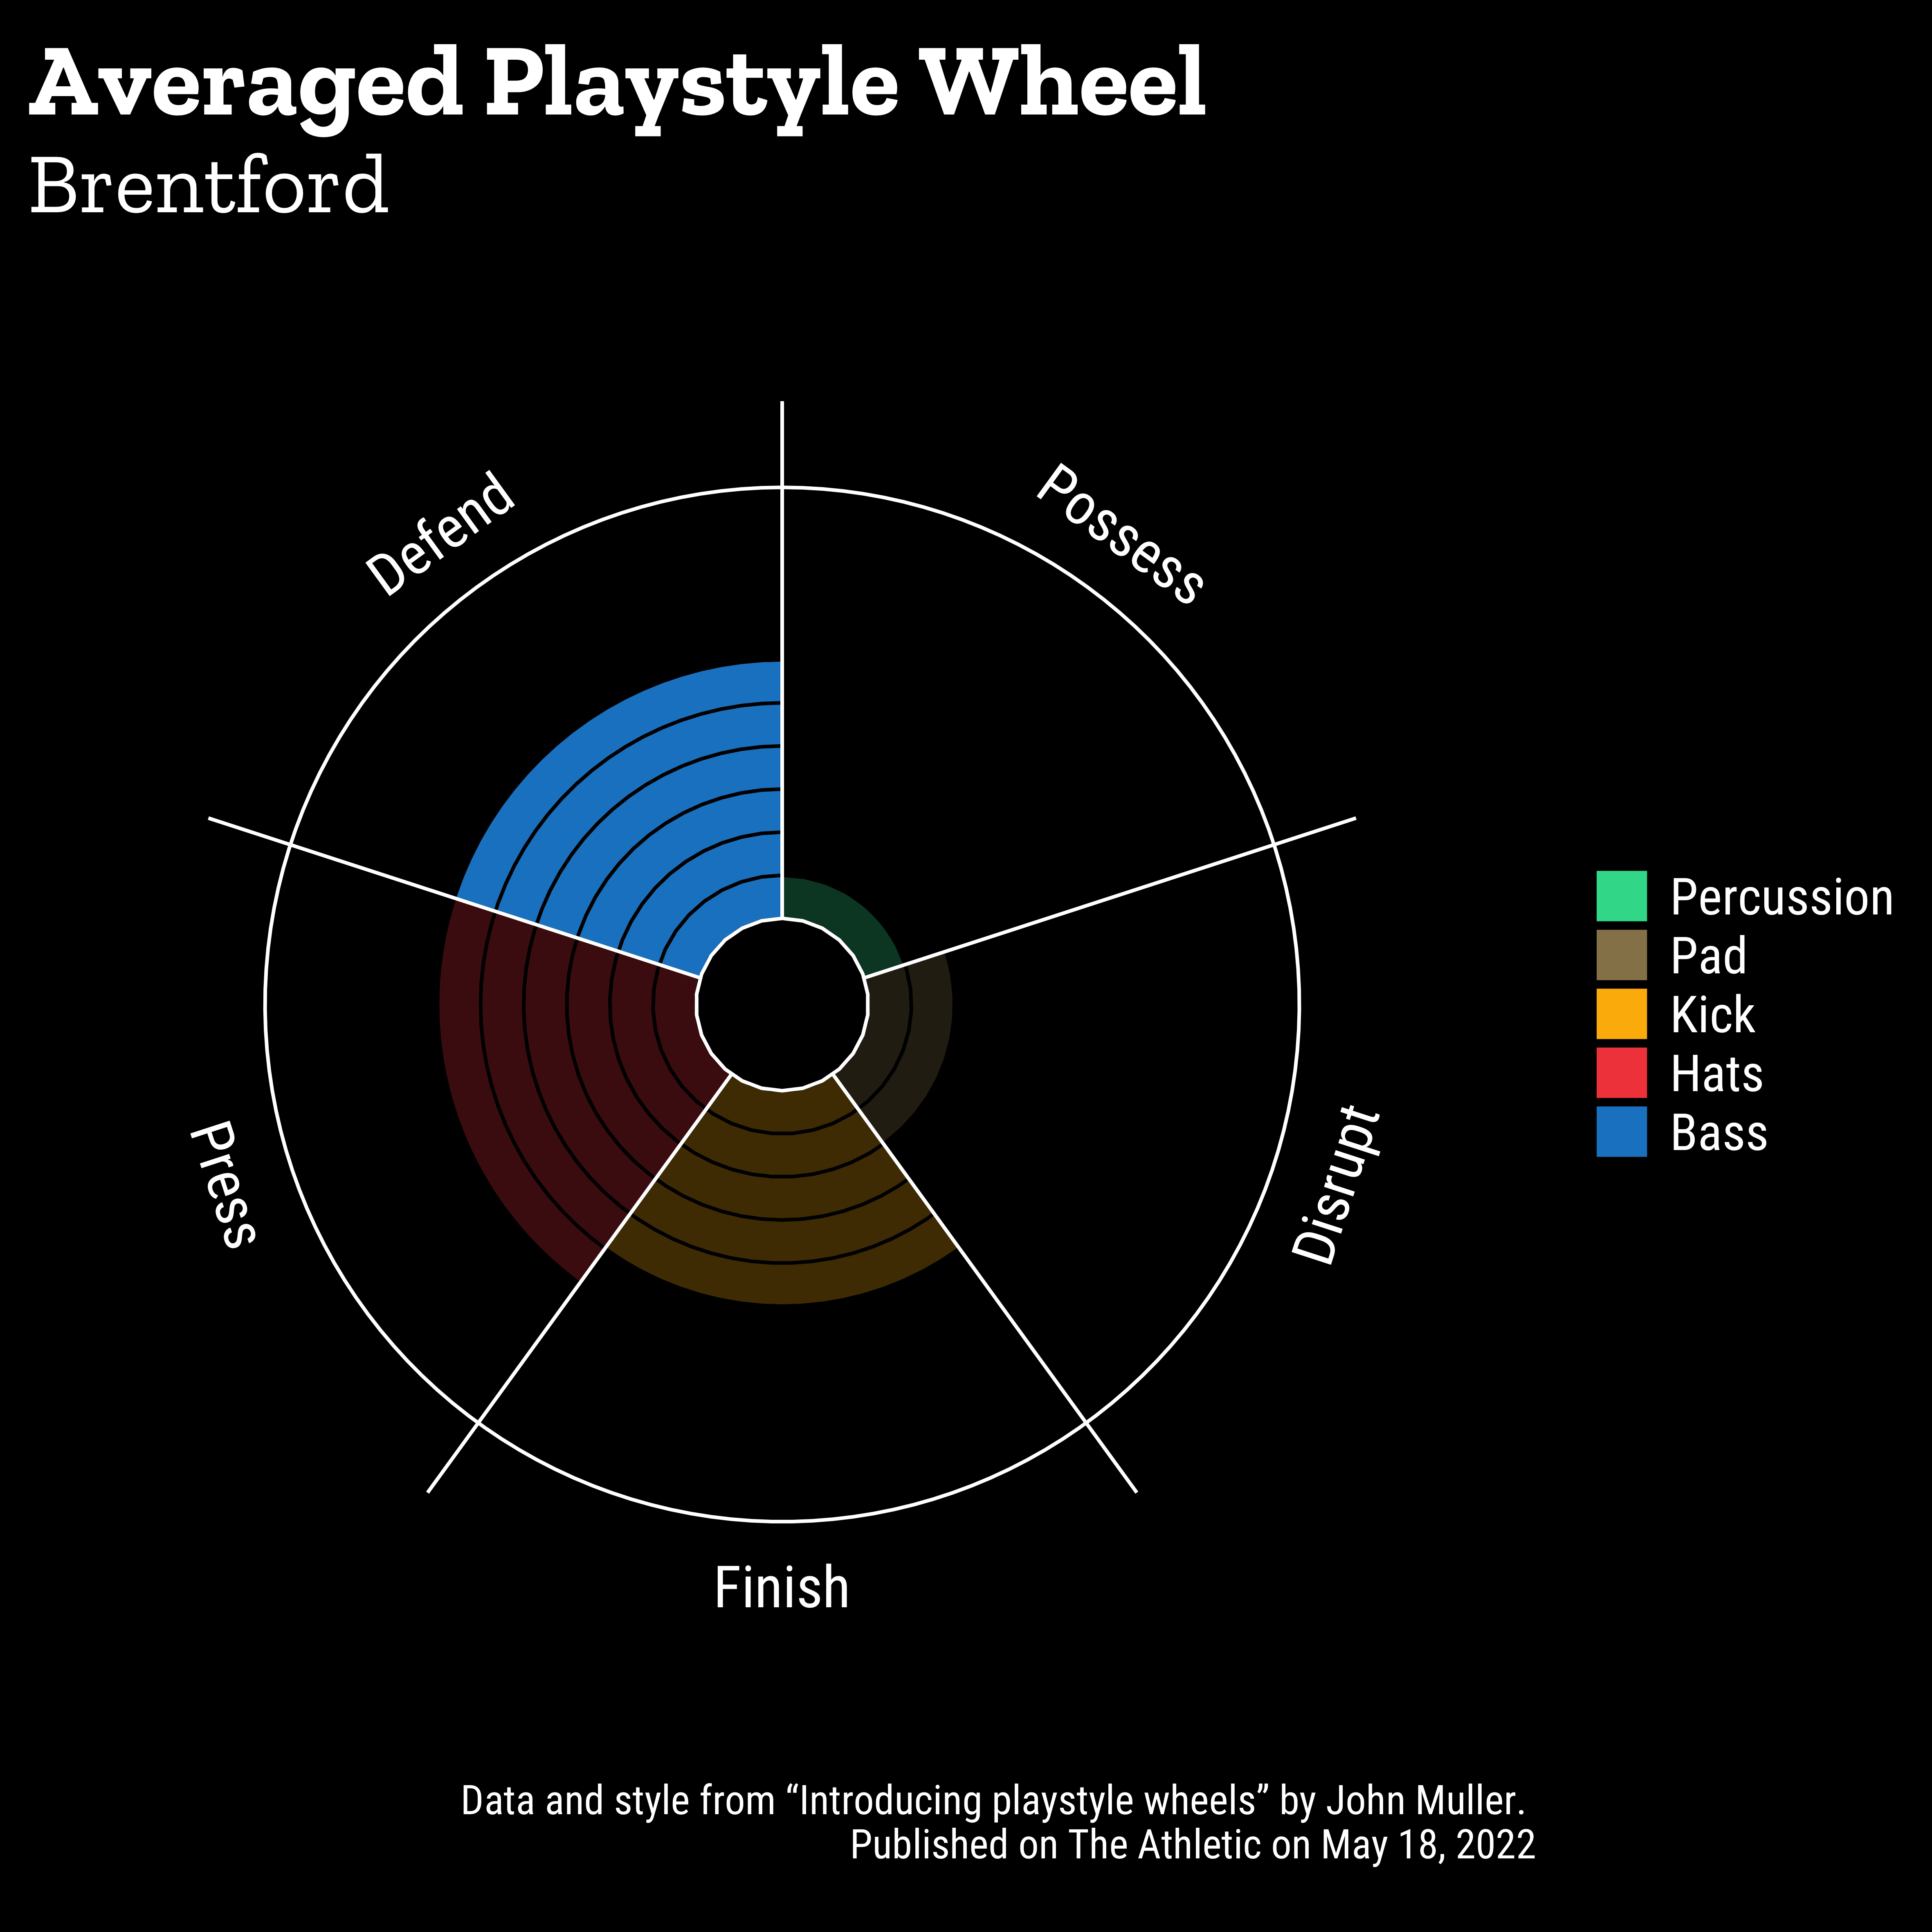 Averaged Playstyle Wheel
Brentford
Defend
Possess
Press
Disrupt
Finish
Percussion
Pad
Kick
Hats
Bass
Data and style from “Introducing playstyle wheels” by John Muller.
Published on The Athletic on May 18, 2022